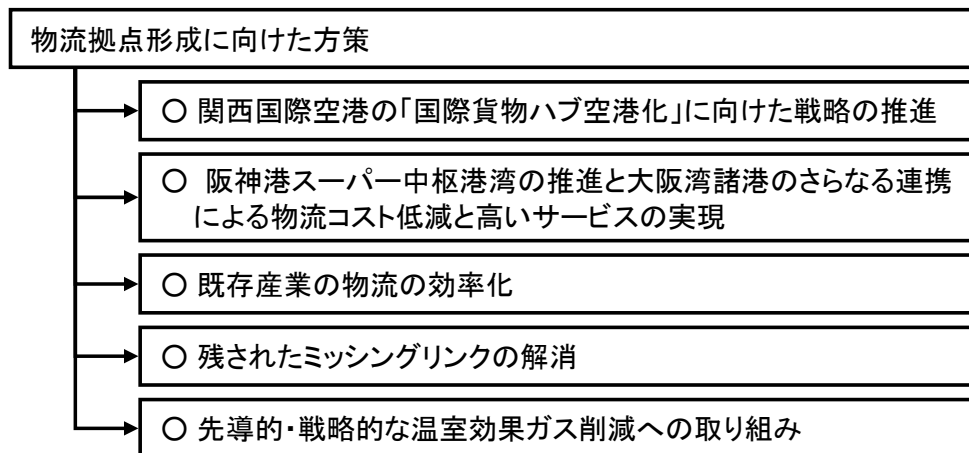 物流拠点形成に向けた方策
○ 関西国際空港の「国際貨物ハブ空港化」に向けた戦略の推進
○ 阪神港スーパー中枢港湾の推進と大阪湾諸港のさらなる連携
による物流コスト低減と高いサービスの実現
○ 既存産業の物流の効率化
○ 残されたミッシングリンクの解消
○ 先導的・戦略的な温室効果ガス削減への取り組み